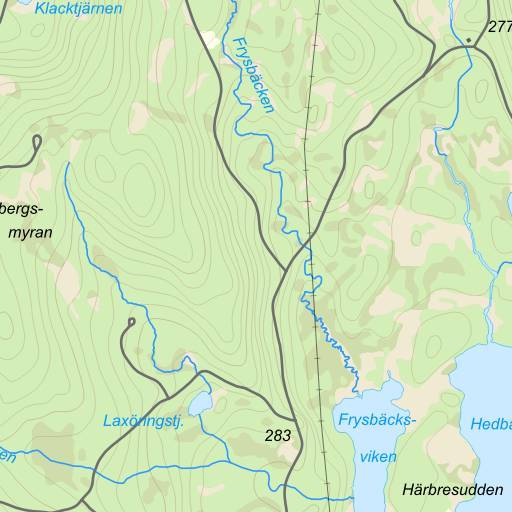 Klacktjärnen
277
Frysbäcken
bergs-
myran
Laxöringstj.
283
Frysbäcks-
viken
Hedba
en
Härbresudden